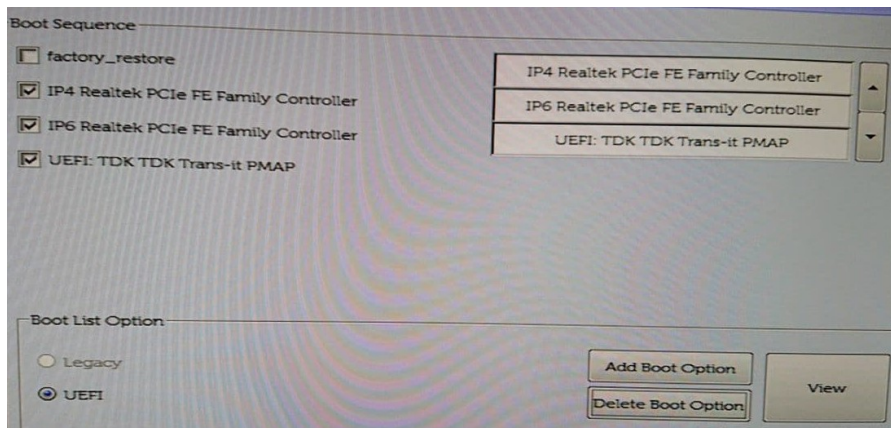 Boot Sequence
factory_restore
IP4 Realtek PCIe FE Family Controller
IP6 Realtek PCIe FE Family Controller
UEFI: TDK TDK Trans-it PMAP
IP4 Realtek PCIe FE Family Controller
IP6 Realtek PCIe FE Family Controller
UEFI: TDK TDK Trans-it PMAP
Boot List Option
Legacy
UEFI
Add Boot Option
Delete Boot Option
View